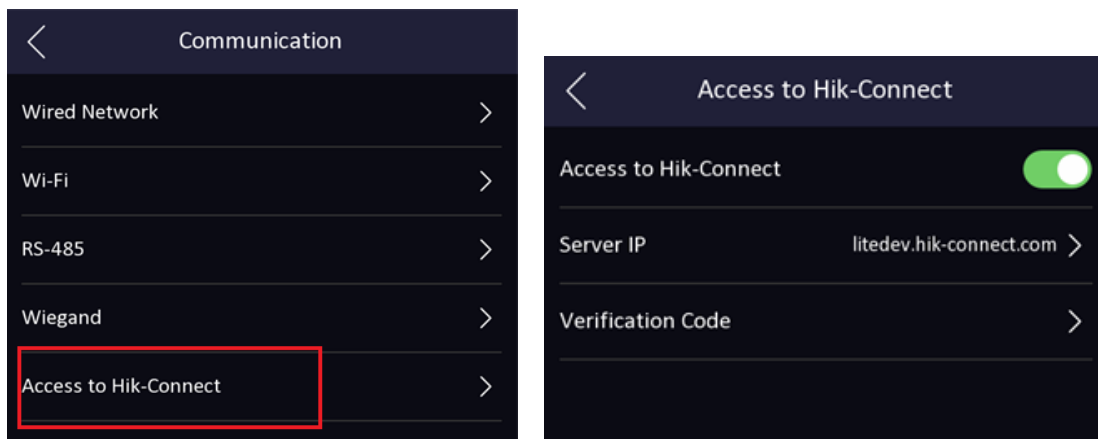 Communication
Wired Network
Wi-Fi
RS-485
Wiegand
Access to Hik-Connect
Access to Hik-Connect
Access to Hik-Connect
Server IP litedev.hik-connect.com
Verification Code